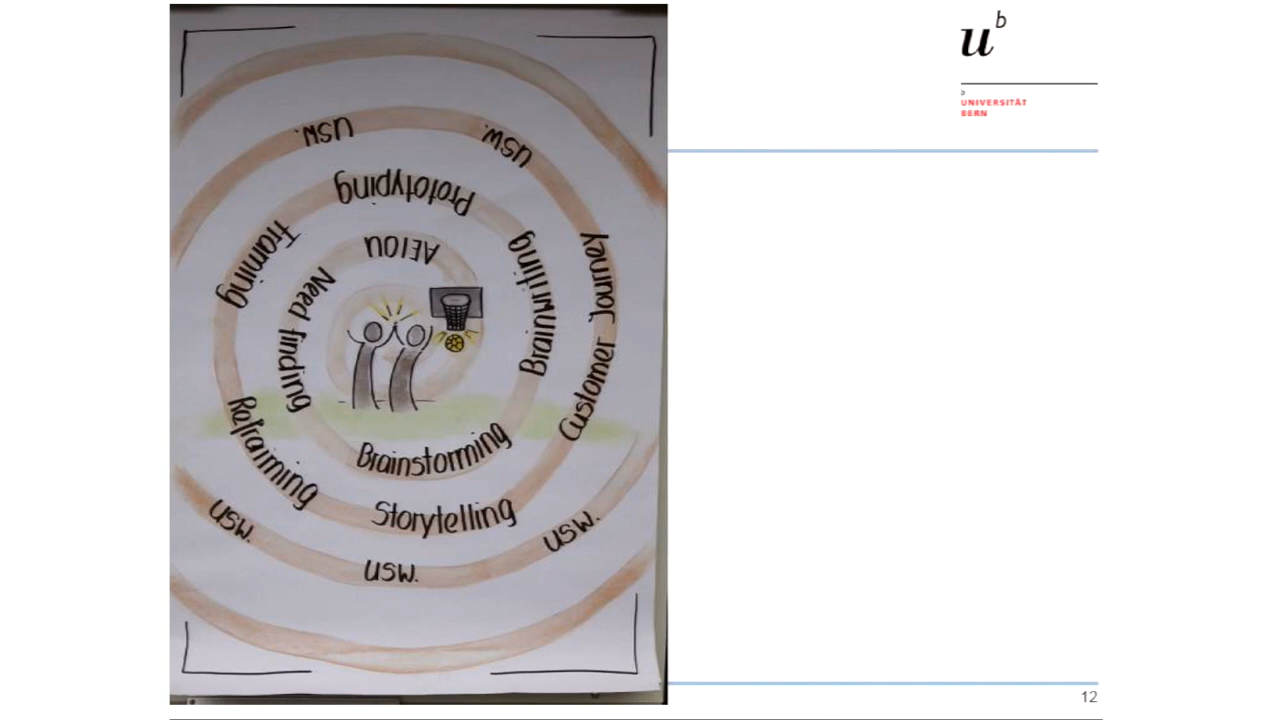 u
b
b
UNIVERSITÄT
BERN
usw.
usw.
Prototyping
AEIOU
Framing
Need finding
Brainwriting
Customer Journey
Reframing
Brainstorming
Storytelling
usw.
usw.
usw.
12